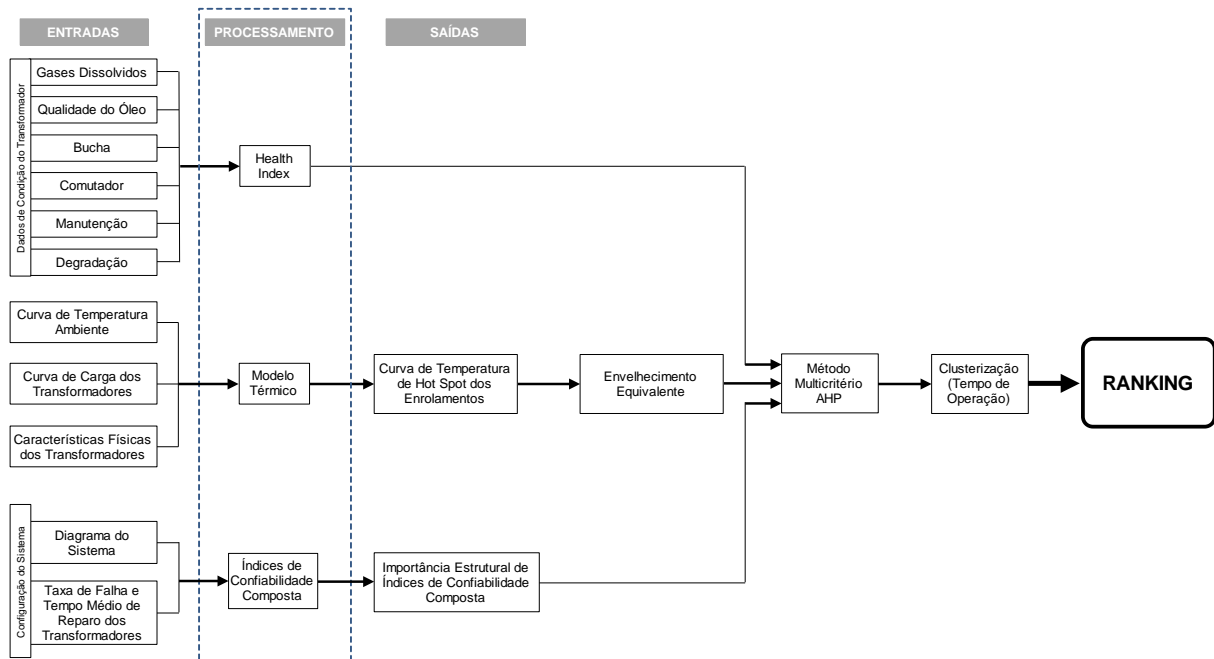 ENTRADAS
PROCESSAMENTO
SAÍDAS
Dados de Condição do Transformador
Gases Dissolvidos
Qualidade do Óleo
Bucha
Comutador
Manutenção
Degradação
Health
Index
Curva de Temperatura
Ambiente
Curva de Carga dos
Transformadores
Características Físicas
dos Transformadores
Modelo
Térmico
Curva de Temperatura
de Hot Spot dos
Enrolamentos
Envelhecimento
Equivalente
Método
Multicritério
AHP
Clusterização
(Tempo de
Operação)
RANKING
Configuração do Sistema
Diagrama do
Sistema
Taxa de Falha e
Tempo Médio de
Reparo dos
Transformadores
Índices de
Confiabilidade
Composta
Importância Estrutural de
Índices de Confiabilidade
Composta